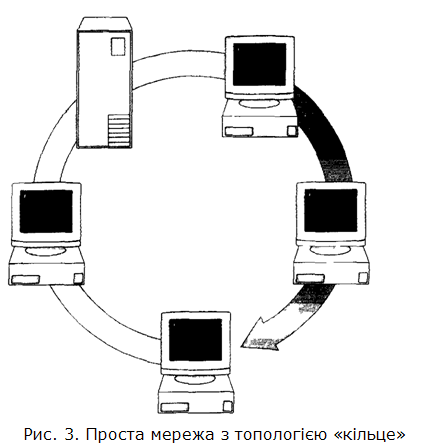 Рис. 3. Проста мережа з топологією «кільце»